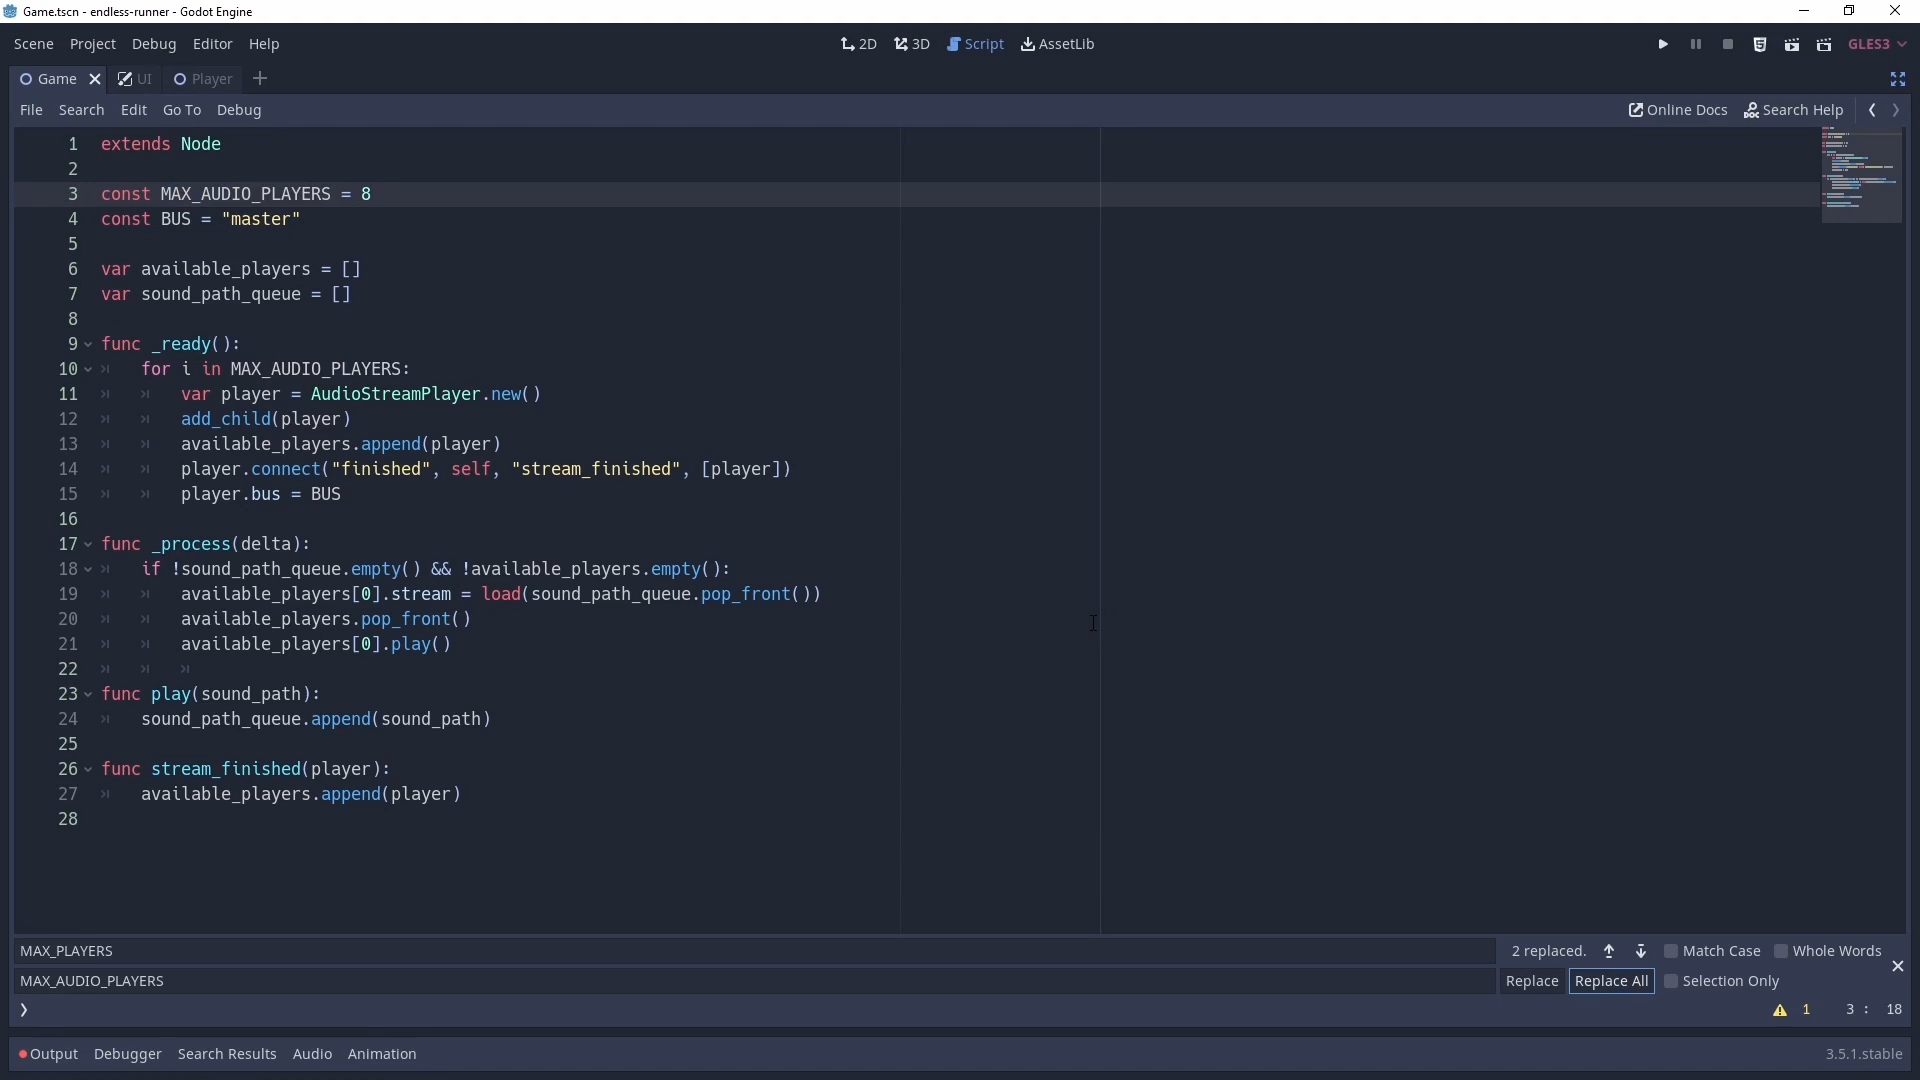 Game.tscn - endless-runner - Godot Engine
Scene Project Debug Editor Help 2D 3D Script AssetLib GLES3
Game UI Player
File Search Edit Go To Debug Online Docs Search Help
1 extends Node
2
3 const MAX_AUDIO_PLAYERS = 8
4 const BUS = "master"
5
6 var available_players = []
7 var sound_path_queue = []
8
9 func _ready():
10 for i in MAX_AUDIO_PLAYERS:
11 var player = AudioStreamPlayer.new()
12 add_child(player)
13 available_players.append(player)
14 player.connect("finished", self, "stream_finished", [player])
15 player.bus = BUS
16
17 func _process(delta):
18 if !sound_path_queue.empty() && !available_players.empty():
19 available_players[0].stream = load(sound_path_queue.pop_front())
20 available_players.pop_front()
21 available_players[0].play()
22
23 func play(sound_path):
24 sound_path_queue.append(sound_path)
25
26 func stream_finished(player):
27 available_players.append(player)
28
MAX_PLAYERS 2 replaced. Match Case Whole Words
MAX_AUDIO_PLAYERS Replace Replace All Selection Only
1 3 : 18
Output Debugger Search Results Audio Animation 3.5.1.stable